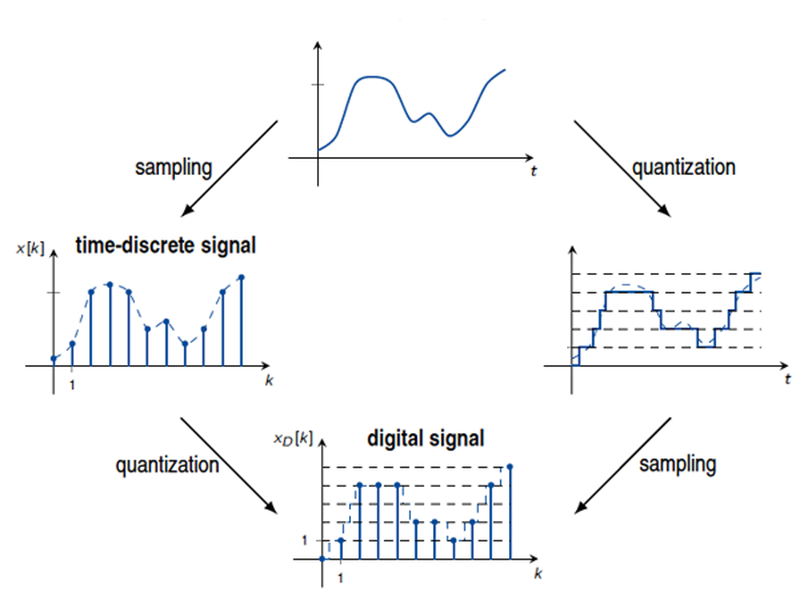 t
sampling
quantization
x[k]
time-discrete signal
1
k
t
quantization
x_D[k]
digital signal
sampling
1
1
k